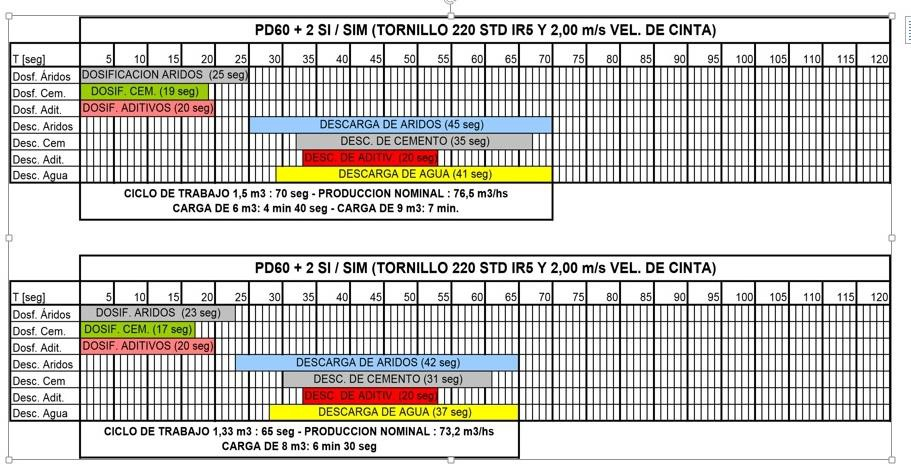 PD60 + 2 SI / SIM (TORNILLO 220 STD IR5 Y 2,00 m/s VEL. DE CINTA)
T [seg] 5 10 15 20 25 30 35 40 45 50 55 60 65 70 75 80 85 90 95 100 105 110 115 120
Dosf. Áridos DOSIFICACION ARIDOS (25 seg)
Dosf. Cem. DOSIF. CEM. (19 seg)
Dosf. Adit. DOSIF. ADITIVOS (20 seg)
Desc. Aridos DESCARGA DE ARIDOS (45 seg)
Desc. Cem DESC. DE CEMENTO (35 seg)
Desc. Adit. DESC. DE ADITIV. (20 seg)
Desc. Agua DESCARGA DE AGUA (41 seg)
CICLO DE TRABAJO 1,5 m3 : 70 seg - PRODUCCION NOMINAL : 76,5 m3/hs
CARGA DE 6 m3: 4 min 40 seg - CARGA DE 9 m3: 7 min.
PD60 + 2 SI / SIM (TORNILLO 220 STD IR5 Y 2,00 m/s VEL. DE CINTA)
T [seg] 5 10 15 20 25 30 35 40 45 50 55 60 65 70 75 80 85 90 95 100 105 110 115 120
Dosf. Áridos DOSIF. ARIDOS (23 seg)
Dosf. Cem. DOSIF. CEM. (17 seg)
Dosf. Adit. DOSIF. ADITIVOS (20 seg)
Desc. Aridos DESCARGA DE ARIDOS (42 seg)
Desc. Cem DESC. DE CEMENTO (31 seg)
Desc. Adit. DESC. DE ADITIV. (20 seg)
Desc. Agua DESCARGA DE AGUA (37 seg)
CICLO DE TRABAJO 1,33 m3 : 65 seg - PRODUCCION NOMINAL : 73,2 m3/hs
CARGA DE 8 m3: 6 min 30 seg